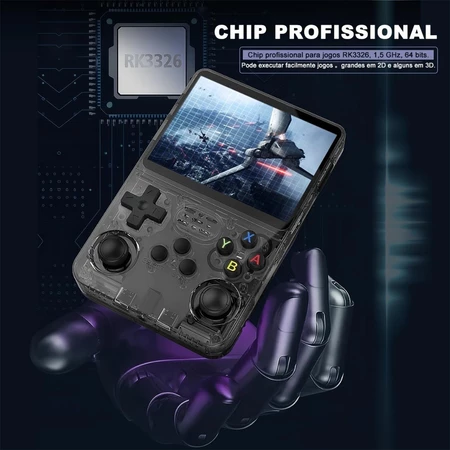 CHIP PROFISSIONAL
Chip profissional para jogos RK3326, 1,5 GHz, 64 bits.
Pode executar facilmente jogos 。 grandes em 2D e alguns em 3D.
RK3326
Y
X
A
B